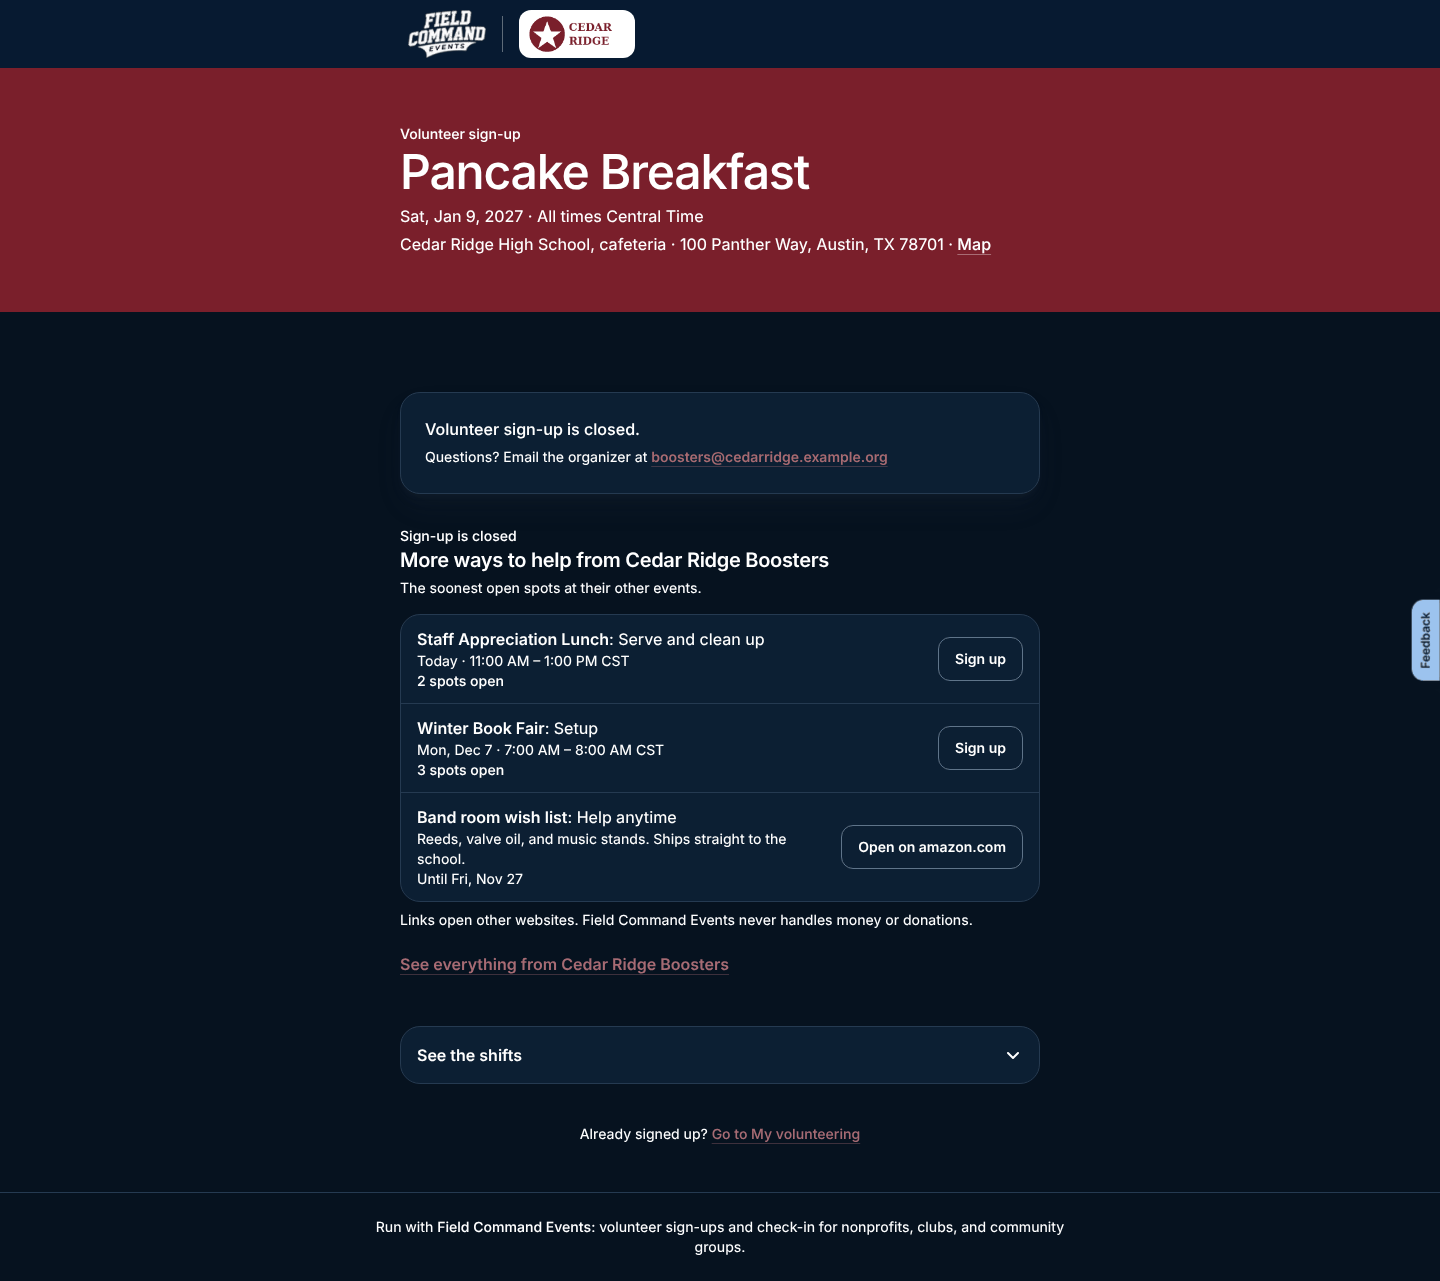 FIELD
COMMAND
EVENTS
CEDAR
RIDGE
Volunteer sign-up
Pancake Breakfast
Sat, Jan 9, 2027 · All times Central Time
Cedar Ridge High School, cafeteria · 100 Panther Way, Austin, TX 78701 · Map
Volunteer sign-up is closed.
Questions? Email the organizer at boosters@cedarridge.example.org
Sign-up is closed
More ways to help from Cedar Ridge Boosters
The soonest open spots at their other events.
Staff Appreciation Lunch: Serve and clean up
Today · 11:00 AM – 1:00 PM CST
2 spots open
Sign up
Winter Book Fair: Setup
Mon, Dec 7 · 7:00 AM – 8:00 AM CST
3 spots open
Sign up
Band room wish list: Help anytime
Reeds, valve oil, and music stands. Ships straight to the
school.
Until Fri, Nov 27
Open on amazon.com
Links open other websites. Field Command Events never handles money or donations.
See everything from Cedar Ridge Boosters
See the shifts
Already signed up? Go to My volunteering
Run with Field Command Events: volunteer sign-ups and check-in for nonprofits, clubs, and community
groups.
Feedback